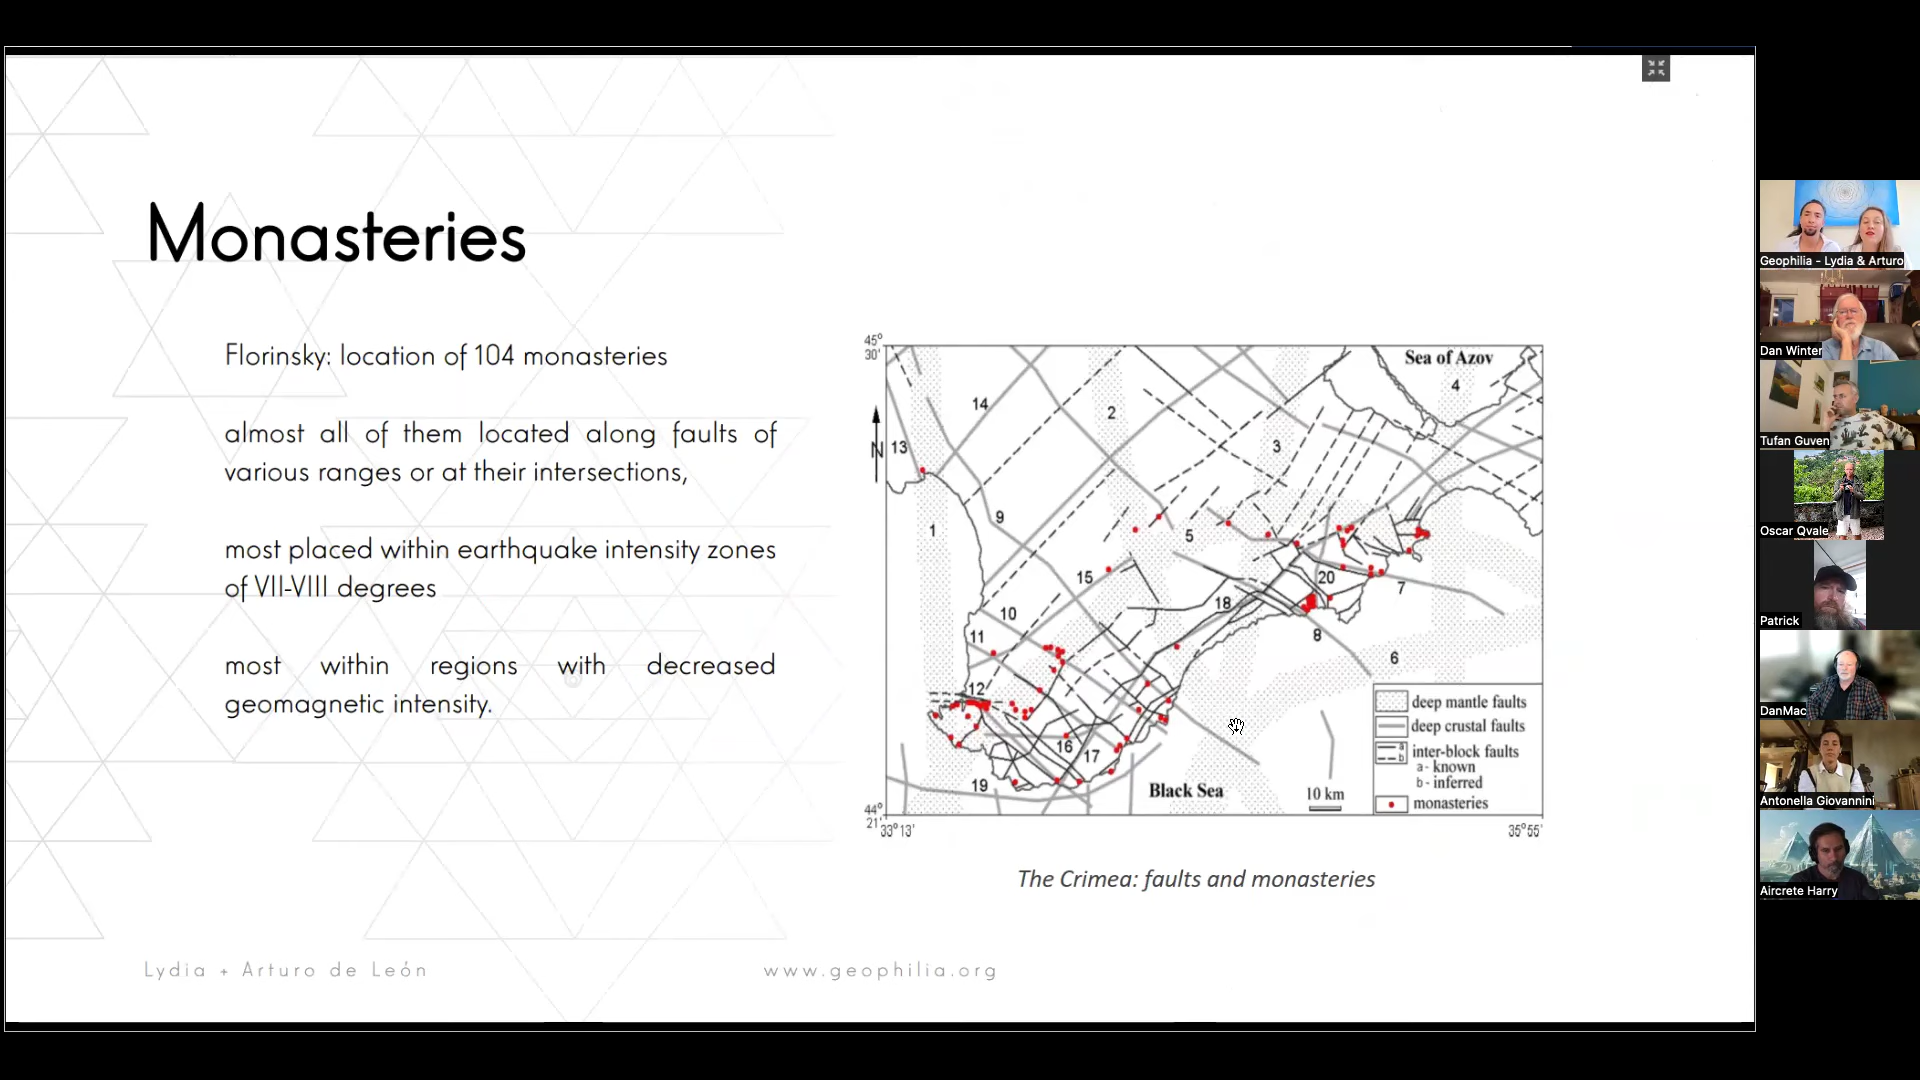 Monasteries
Florinsky: location of 104 monasteries
almost all of them located along faults of
various ranges or at their intersections,
most placed within earthquake intensity zones
of VII-VIII degrees
most within regions with decreased
geomagnetic intensity.
45°
30'
Sea of Azov
4
14
2
N
13
3
9
1
5
15
20
7
10
18
11
8
6
12
16
17
19
Black Sea
10 km
deep mantle faults
deep crustal faults
a
b
inter-block faults
a - known
b - inferred
monasteries
44°
21'
33°13'
35°55'
The Crimea: faults and monasteries
Lydia + Arturo de León
www.geophilia.org
Geophilia - Lydia & Arturo
Dan Winter
Tufan Guven
Oscar Qvale
Patrick
DanMac
Antonella Giovannini
Aircrete Harry